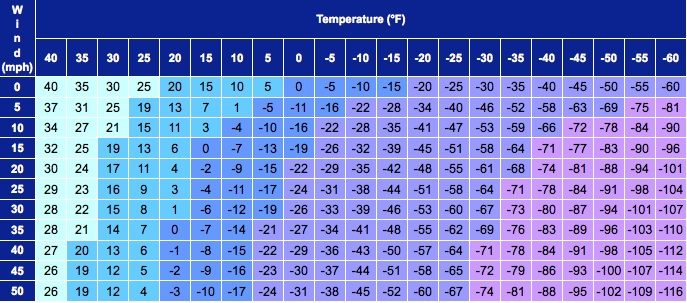 Wind (mph) Temperature (°F)
40 35 30 25 20 15 10 5 0 -5 -10 -15 -20 -25 -30 -35 -40 -45 -50 -55 -60
0 40 35 30 25 20 15 10 5 0 -5 -10 -15 -20 -25 -30 -35 -40 -45 -50 -55 -60
5 37 31 25 19 13 7 1 -5 -11 -16 -22 -28 -34 -40 -46 -52 -58 -63 -69 -75 -81
10 34 27 21 15 11 3 -4 -10 -16 -22 -28 -35 -41 -47 -53 -59 -66 -72 -78 -84 -90
15 32 25 19 13 6 0 -7 -13 -19 -26 -32 -39 -45 -51 -58 -64 -71 -77 -83 -90 -96
20 30 24 17 11 4 -2 -9 -15 -22 -29 -35 -42 -48 -55 -61 -68 -74 -81 -88 -94 -101
25 29 23 16 9 3 -4 -11 -17 -24 -31 -38 -44 -51 -58 -64 -71 -78 -84 -91 -98 -104
30 28 22 15 8 1 -6 -12 -19 -26 -33 -39 -46 -53 -60 -67 -73 -80 -87 -94 -101 -107
35 28 21 14 7 0 -7 -14 -21 -27 -34 -41 -48 -55 -62 -69 -76 -83 -89 -96 -103 -110
40 27 20 13 6 -1 -8 -15 -22 -29 -36 -43 -50 -57 -64 -71 -78 -84 -91 -98 -105 -112
45 26 19 12 5 -2 -9 -16 -23 -30 -37 -44 -51 -58 -65 -72 -79 -86 -93 -100 -107 -114
50 26 19 12 4 -3 -10 -17 -24 -31 -38 -45 -52 -60 -67 -74 -81 -88 -95 -102 -109 -116